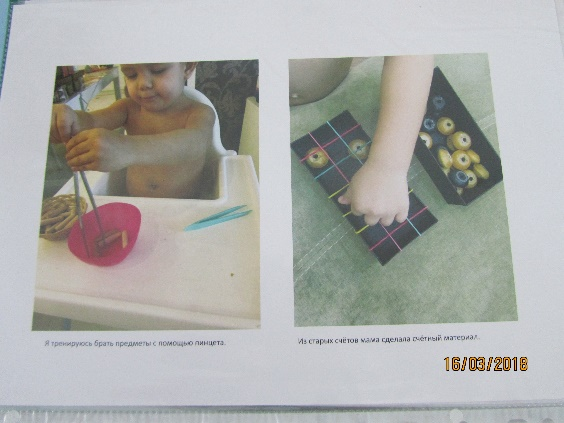 Я тренируюсь брать предметы с помощью пинцета.
Из старых счётов мама сделала счётный материал.
16/03/2018